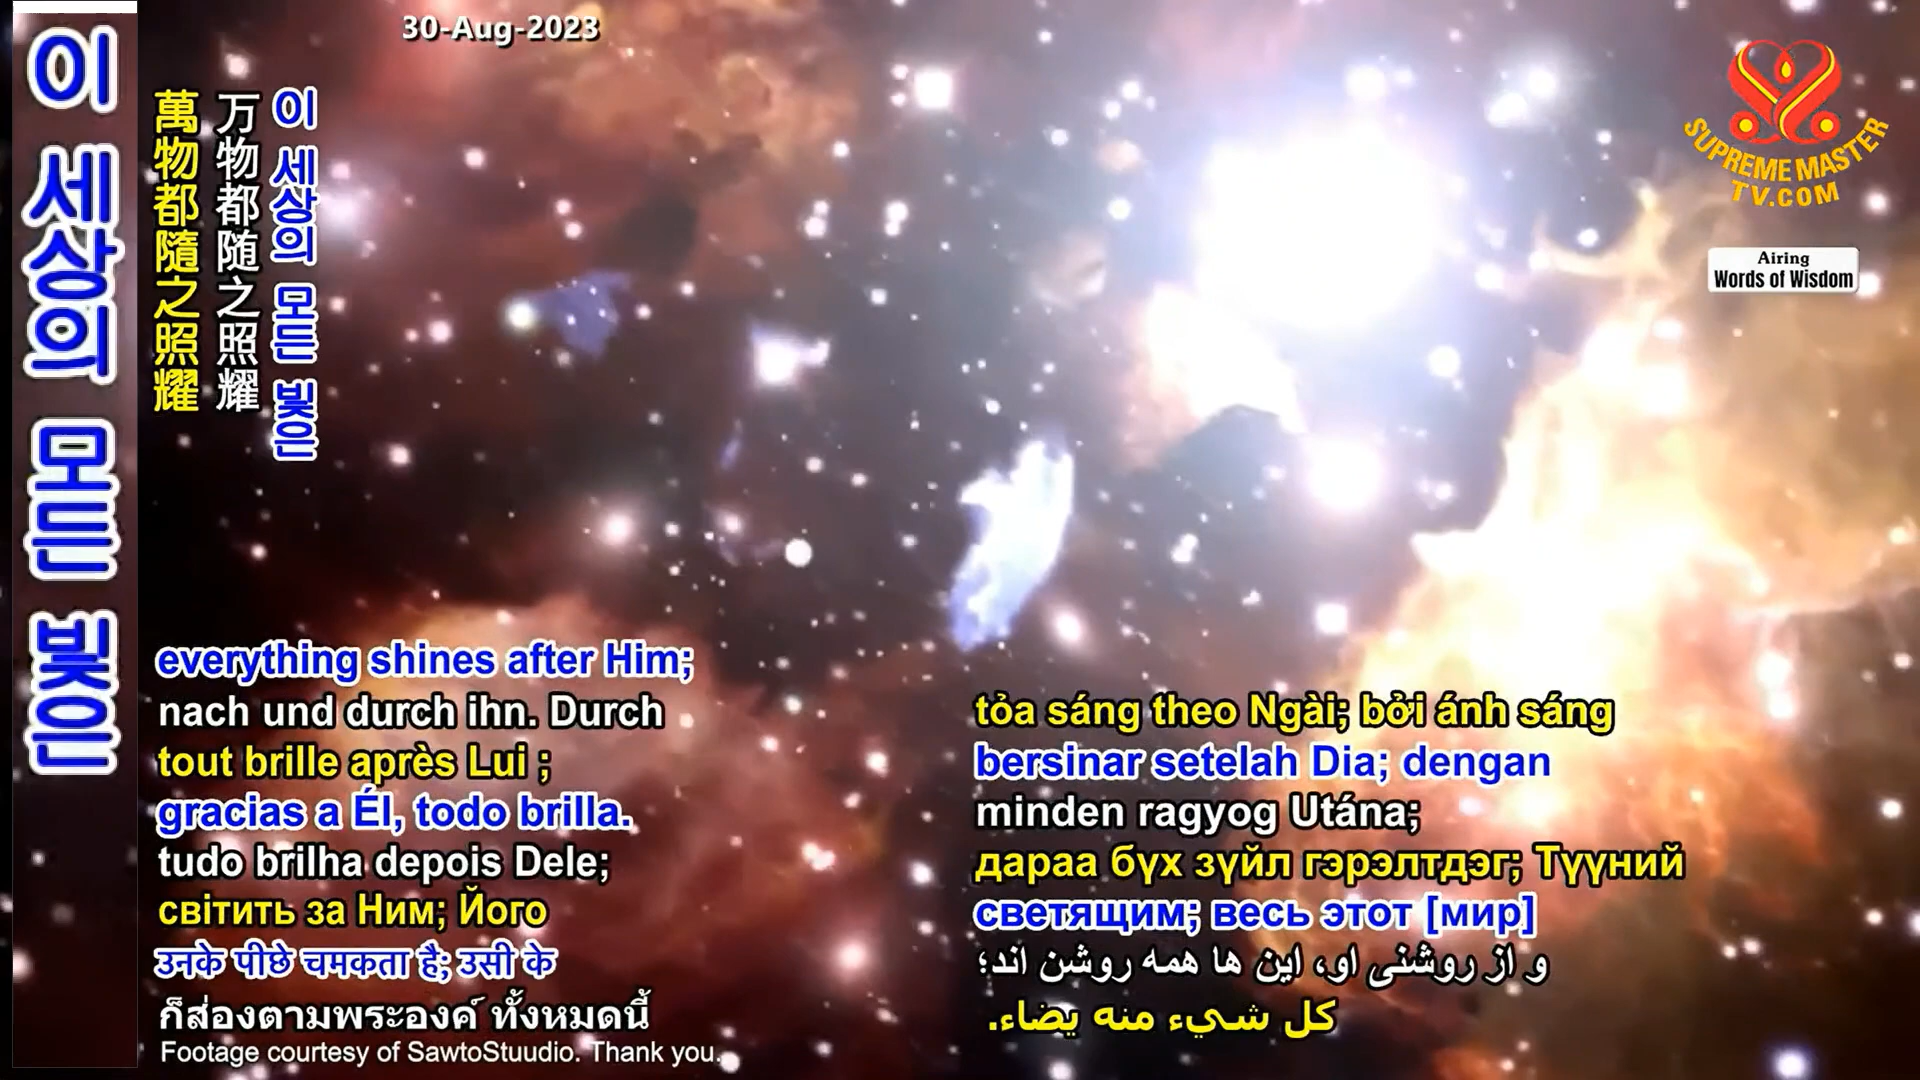 30-Aug-2023
이 세상의 모든 빛은
萬物都隨之照耀
万物都随之照耀
이 세상의 모든 빛은
SUPREME MASTER
TV.COM
Airing
Words of Wisdom
everything shines after Him;
nach und durch ihn. Durch
tout brille après Lui ;
gracias a Él, todo brilla.
tudo brilha depois Dele;
світить за Ним; Його
उनके पीछे चमकता है; उसी के
ก็ส่องตามพระองค์ ทั้งหมดนี้
Footage courtesy of SawtoStuudio. Thank you.
tỏa sáng theo Ngài; bởi ánh sáng
bersinar setelah Dia; dengan
minden ragyog Utána;
дараа бүх зүйл гэрэлтдэг; Түүний
светящим; весь этот [мир]
و از روشنی او، این ها همه روشن اند؛
كل شيء منه يضاء.